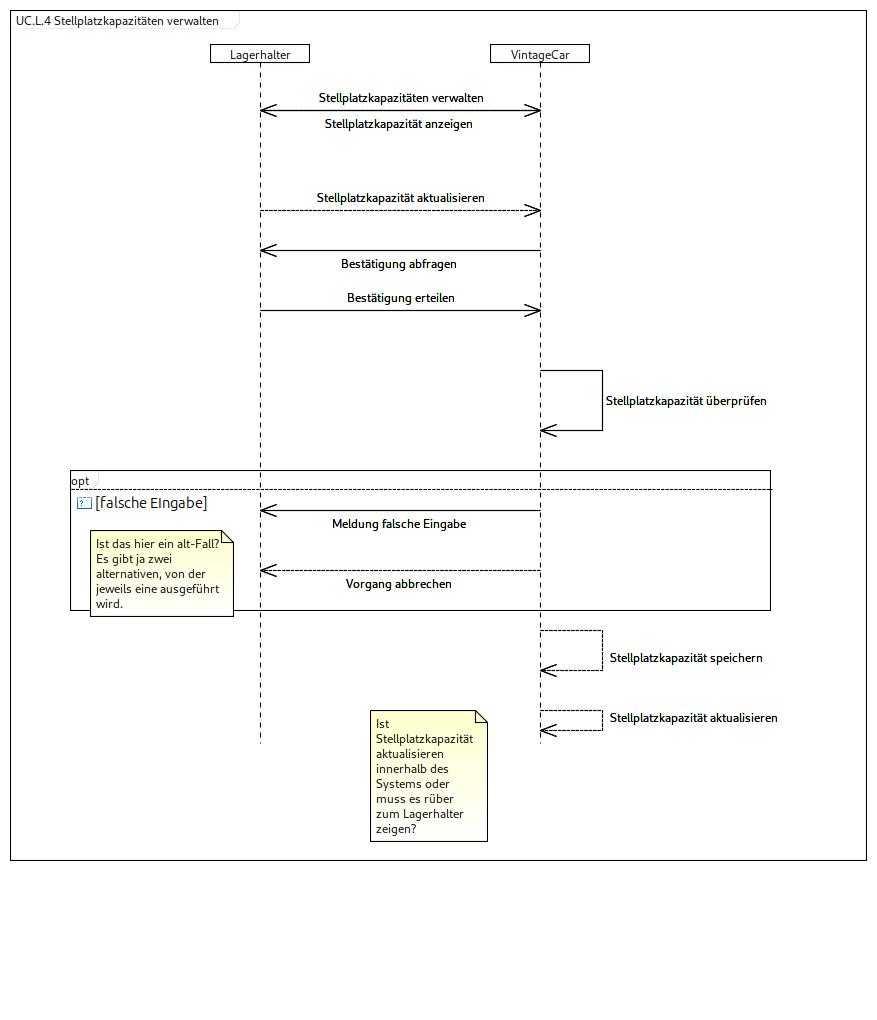 UC.L.4 Stellplatzkapazitäten verwalten
Lagerhalter
VintageCar
Stellplatzkapazitäten verwalten
Stellplatzkapazität anzeigen
Stellplatzkapazität aktualisieren
Bestätigung abfragen
Bestätigung erteilen
Stellplatzkapazität überprüfen
opt
[falsche EIngabe]
Meldung falsche Eingabe
Ist das hier ein alt-Fall?
Es gibt ja zwei
alternativen, von der
jeweils eine ausgeführt
wird.
Vorgang abbrechen
Stellplatzkapazität speichern
Stellplatzkapazität aktualisieren
Ist
Stellplatzkapazität
aktualisieren
innerhalb des
Systems oder
muss es rüber
zum Lagerhalter
zeigen?